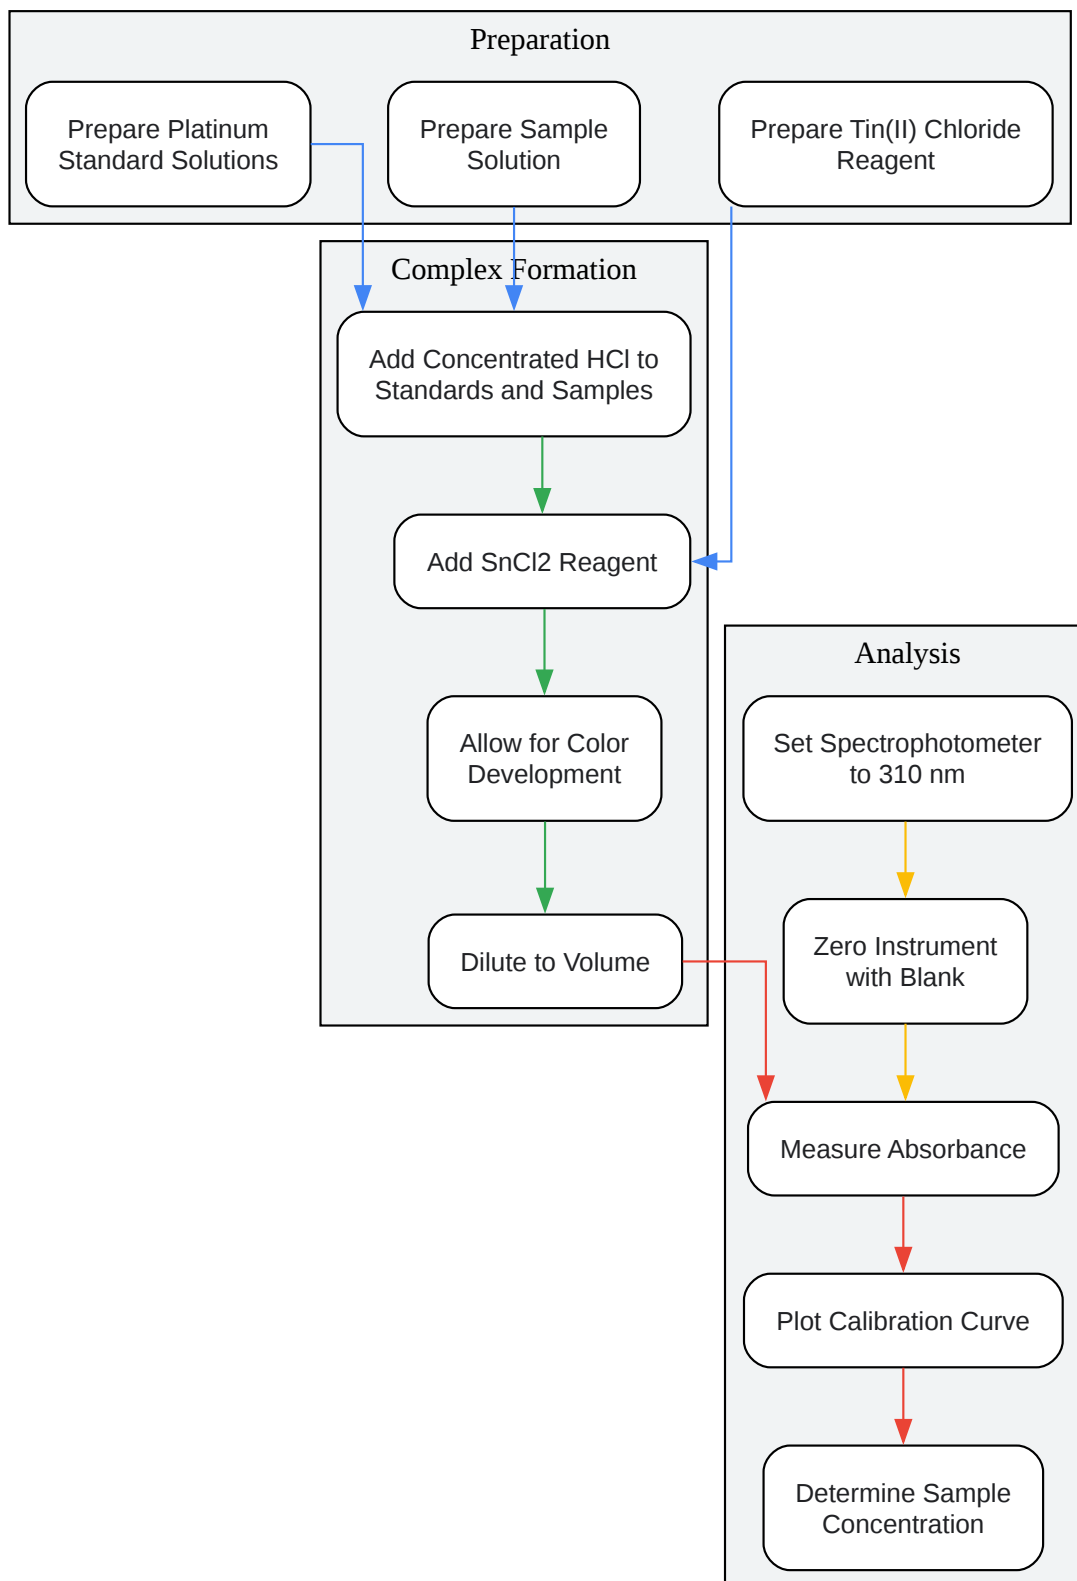 Preparation
Prepare Platinum
Standard Solutions
Prepare Sample
Solution
Prepare Tin(II) Chloride
Reagent
Complex Formation
Add Concentrated HCl to
Standards and Samples
Add SnCl2 Reagent
Allow for Color
Development
Dilute to Volume
Analysis
Set Spectrophotometer
to 310 nm
Zero Instrument
with Blank
Measure Absorbance
Plot Calibration Curve
Determine Sample
Concentration